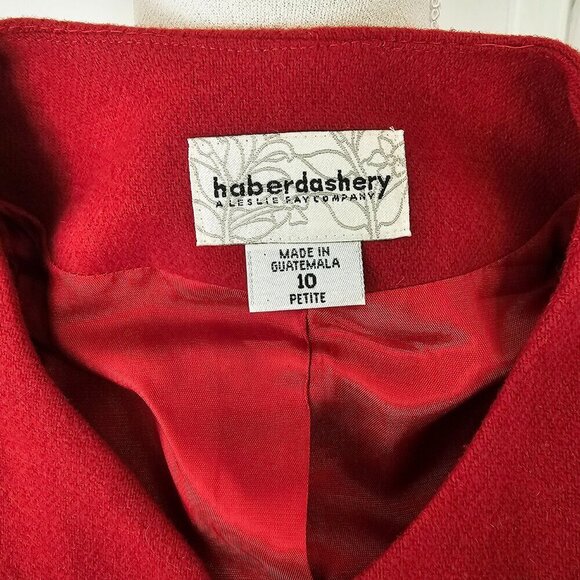 haberdashery
A LESLIE FAY COMPANY
MADE IN
GUATEMALA
10
PETITE